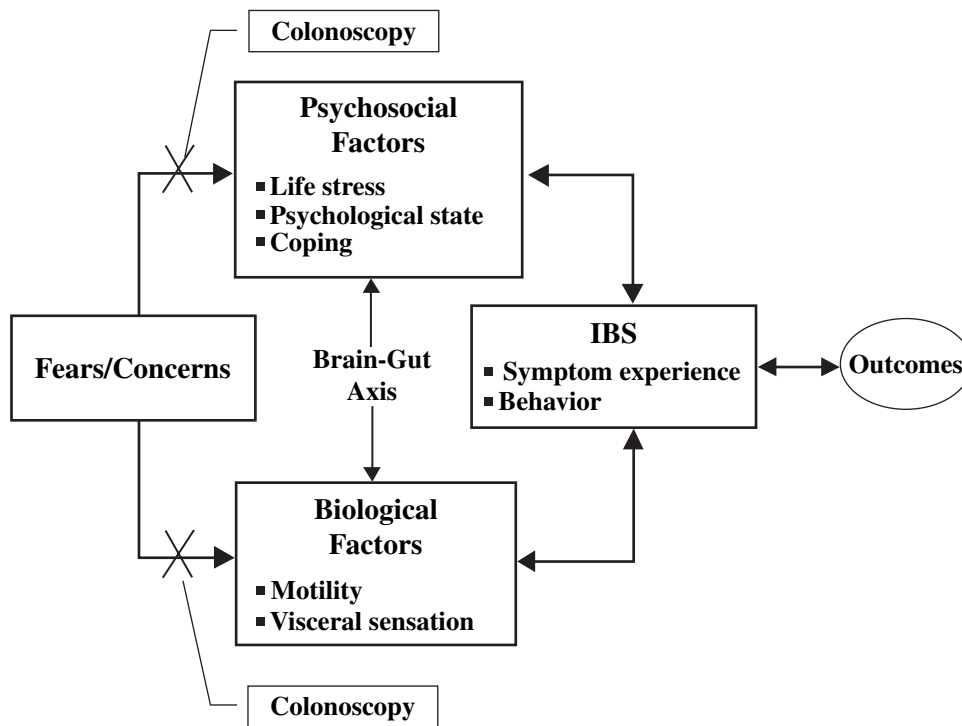 Colonoscopy
Psychosocial
Factors
▪ Life stress
▪ Psychological state
▪ Coping
Fears/Concerns
Brain-Gut
Axis
IBS
▪ Symptom experience
▪ Behavior
Outcomes
Biological
Factors
▪ Motility
▪ Visceral sensation
Colonoscopy